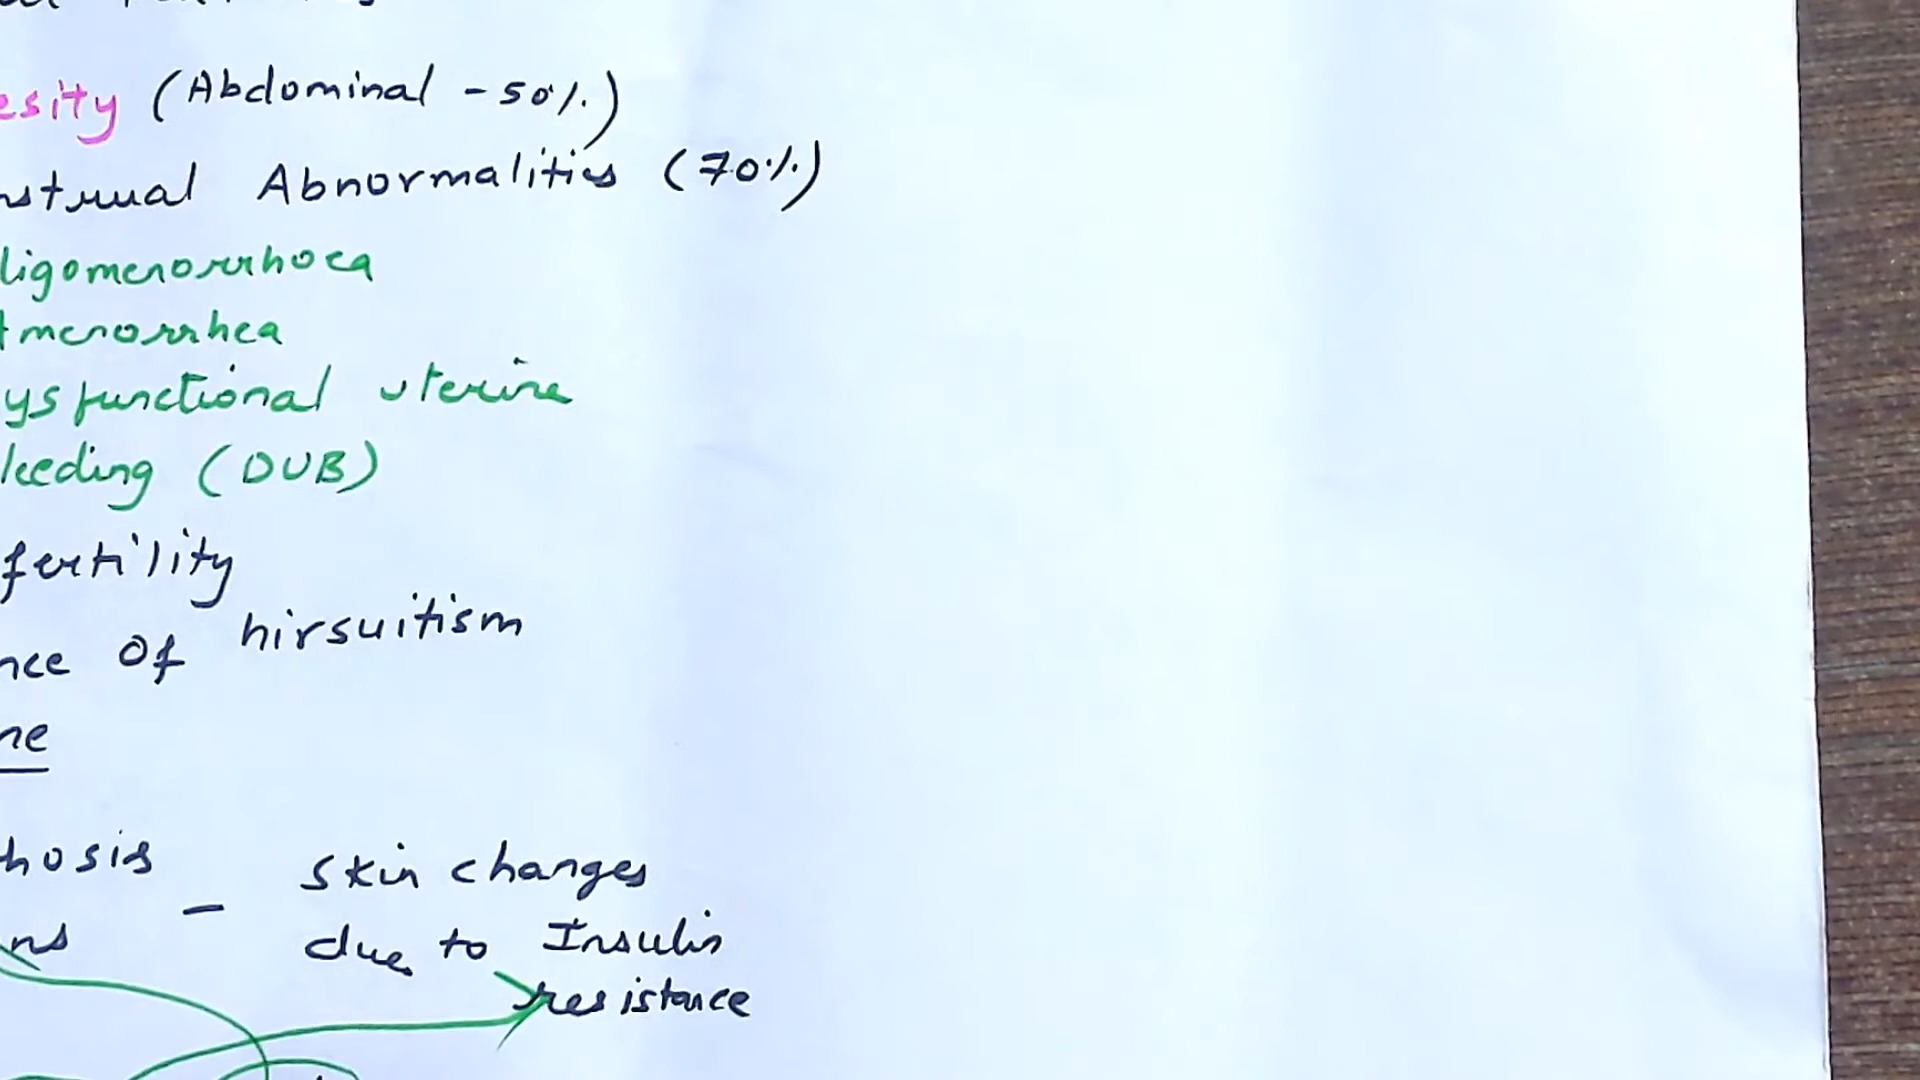 esity (Abdominal - 50%)
nstrual Abnormalities (70%)
ligomenorrhoea
menorrhea
ysfunctional uterine
leeding (DUB)
fertility
nce of hirsuitism
ne
hosis - skin changes
ns due to Insulin
resistance